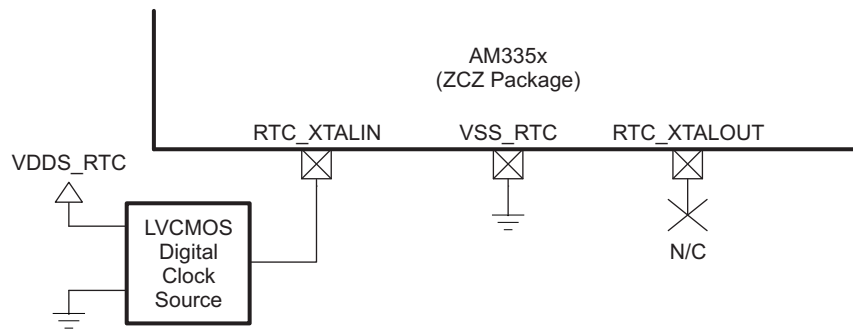 AM335x
(ZCZ Package)
RTC_XTALIN
VSS_RTC
RTC_XTALOUT
VDDS_RTC
LVCMOS
Digital
Clock
Source
N/C